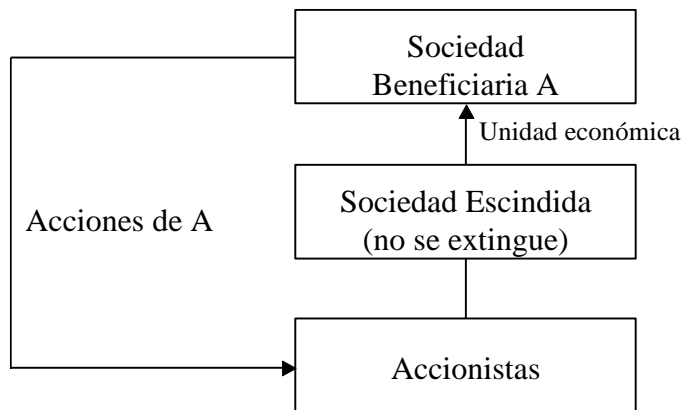 Sociedad
Beneficiaria A
Unidad económica
Sociedad Escindida
(no se extingue)
Acciones de A
Accionistas